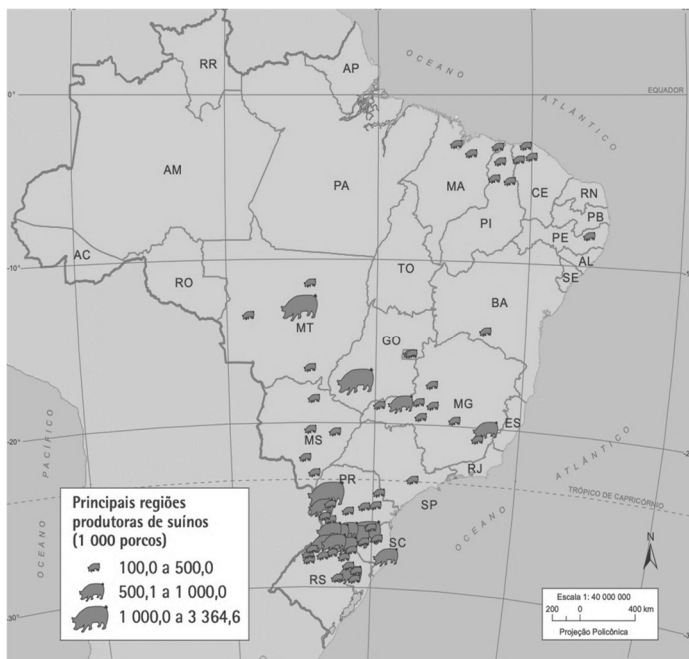 OCEANO
ATLÂNTICO
EQUADOR
0°
RR
AP
AM
PA
MA
CE
RN
PB
PI
PE
AL
SE
AC
RO
TO
BA
-10°
-10°
MT
GO
MG
ES
MS
RJ
SP
PR
SC
RS
-20°
-20°
-30°
-30°
OCEANO
PACÍFICO
OCEANO
ATLÂNTICO
TRÓPICO DE CAPRICÓRNIO
Principais regiões
produtoras de suínos
(1 000 porcos)
100,0 a 500,0
500,1 a 1 000,0
1 000,0 a 3 364,6
N
Escala 1: 40 000 000
200 0 400 km
Projeção Policônica